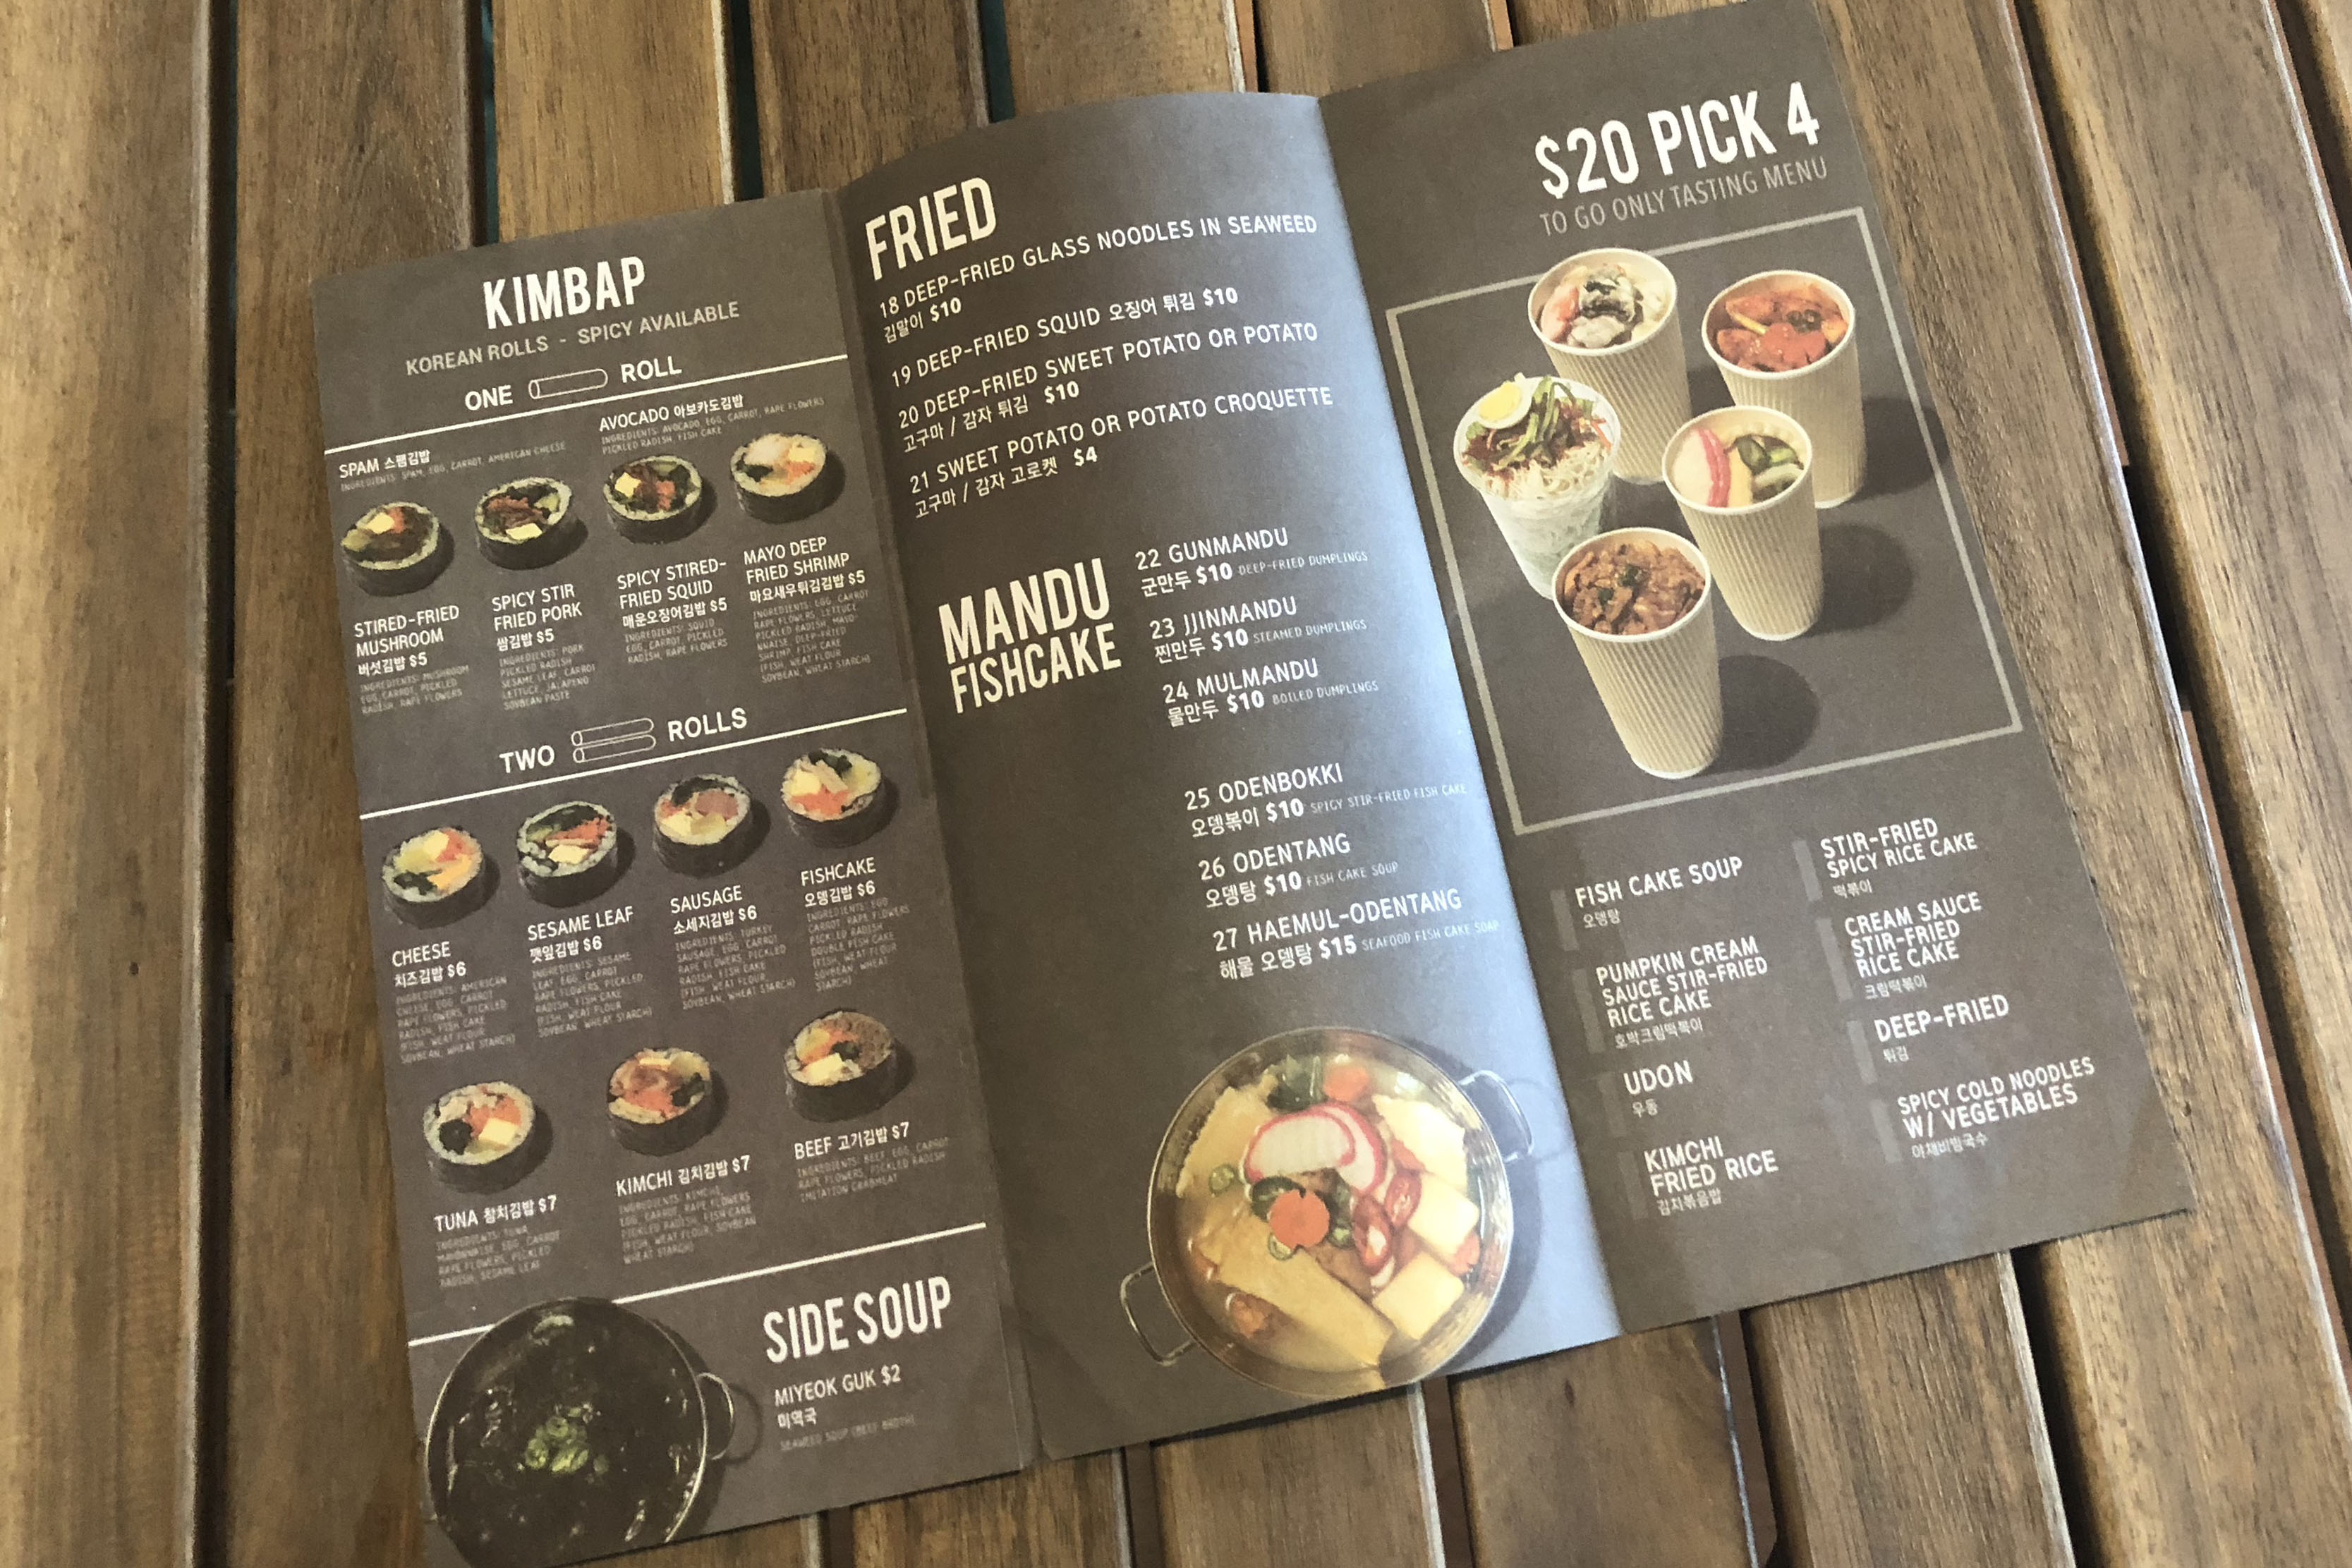 KIMBAP
KOREAN ROLLS - SPICY AVAILABLE
ONE ROLL
SPAM 스팸김밥
INGREDIENTS: SPAM, EGG, CARROT, AMERICAN CHEESE
AVOCADO 아보카도김밥
INGREDIENTS: AVOCADO, EGG, CARROT, RAPE FLOWERS
PICKLED RADISH, FISH CAKE
STIRED-FRIED
MUSHROOM
버섯김밥 $5
INGREDIENTS: MUSHROOM
EGG, CARROT, PICKLED
RADISH, RAPE FLOWERS
SPICY STIR
FRIED PORK
쌈김밥 $5
INGREDIENTS: PORK
PICKLED RADISH
SESAME LEAF, CARROT
LETTUCE, JALAPENO
SOYBEAN PASTE
SPICY STIRED-
FRIED SQUID
매운오징어김밥 $5
INGREDIENTS: SQUID
EGG, CARROT, PICKLED
RADISH, RAPE FLOWERS
MAYO DEEP
FRIED SHRIMP
마요새우튀김김밥 $5
INGREDIENTS: EGG, CARROT
RAPE FLOWERS, LETTUCE
PICKLED RADISH, MAYO-
NNAISE, DEEP-FRIED
SHRIMP, FISH CAKE
(FISH, WEAT FLOUR
SOYBEAN, WHEAT STARCH)
TWO ROLLS
CHEESE
치즈김밥 $6
INGREDIENTS: AMERICAN
CHEESE, EGG, CARROT
RAPE FLOWERS, PICKLED
RADISH, FISH CAKE
(FISH, WEAT FLOUR
SOYBEAN, WHEAT STARCH)
SESAME LEAF
깻잎김밥 $6
INGREDIENTS: SESAME
LEAF, EGG, CARROT
RAPE FLOWERS, PICKLED
RADISH, FISH CAKE
(FISH, WEAT FLOUR
SOYBEAN, WHEAT STARCH)
SAUSAGE
소세지김밥 $6
INGREDIENTS: TURKEY
SAUSAGE, EGG, CARROT
RAPE FLOWERS, PICKLED
RADISH, FISH CAKE
(FISH, WEAT FLOUR
SOYBEAN, WHEAT STARCH)
FISHCAKE
오뎅김밥 $6
INGREDIENTS: EGG
CARROT, RAPE FLOWERS
PICKLED RADISH
DOUBLE FISH CAKE
(FISH, WEAT FLOUR
SOYBEAN, WHEAT
STARCH)
TUNA 참치김밥 $7
INGREDIENTS: TUNA
MAYONNAISE, EGG, CARROT
RAPE FLOWERS, PICKLED
RADISH, SESAME LEAF
KIMCHI 김치김밥 $7
INGREDIENTS: KIMCHI,
EGG, CARROT, RAPE FLOWERS
PICKLED RADISH, FISH CAKE
(FISH, WEAT FLOUR, SOYBEAN
WHEAT STARCH)
BEEF 고기김밥 $7
INGREDIENTS: BEEF, EGG, CARROT
RAPE FLOWERS, PICKLED RADISH
IMITATION CRABMEAT
SIDE SOUP
MIYEOK GUK $2
미역국
SEAWEED SOUP (BEEF BROTH)
FRIED
18 DEEP-FRIED GLASS NOODLES IN SEAWEED
김말이 $10
19 DEEP-FRIED SQUID 오징어 튀김 $10
20 DEEP-FRIED SWEET POTATO OR POTATO
고구마 / 감자 튀김 $10
21 SWEET POTATO OR POTATO CROQUETTE
고구마 / 감자 고로켓 $4
MANDU
FISHCAKE
22 GUNMANDU
군만두 $10 DEEP-FRIED DUMPLINGS
23 JJINMANDU
찐만두 $10 STEAMED DUMPLINGS
24 MULMANDU
물만두 $10 BOILED DUMPLINGS
25 ODENBOKKI
오뎅볶이 $10 SPICY STIR-FRIED FISH CAKE
26 ODENTANG
오뎅탕 $10 FISH CAKE SOUP
27 HAEMUL-ODENTANG
해물 오뎅탕 $15 SEAFOOD FISH CAKE SOAP
$20 PICK 4
TO GO ONLY TASTING MENU
FISH CAKE SOUP
오뎅탕
PUMPKIN CREAM
SAUCE STIR-FRIED
RICE CAKE
호박크림떡볶이
UDON
우동
KIMCHI
FRIED RICE
김치볶음밥
STIR-FRIED
SPICY RICE CAKE
떡볶이
CREAM SAUCE
STIR-FRIED
RICE CAKE
크림떡볶이
DEEP-FRIED
튀김
SPICY COLD NOODLES
W/ VEGETABLES
야채비빔국수